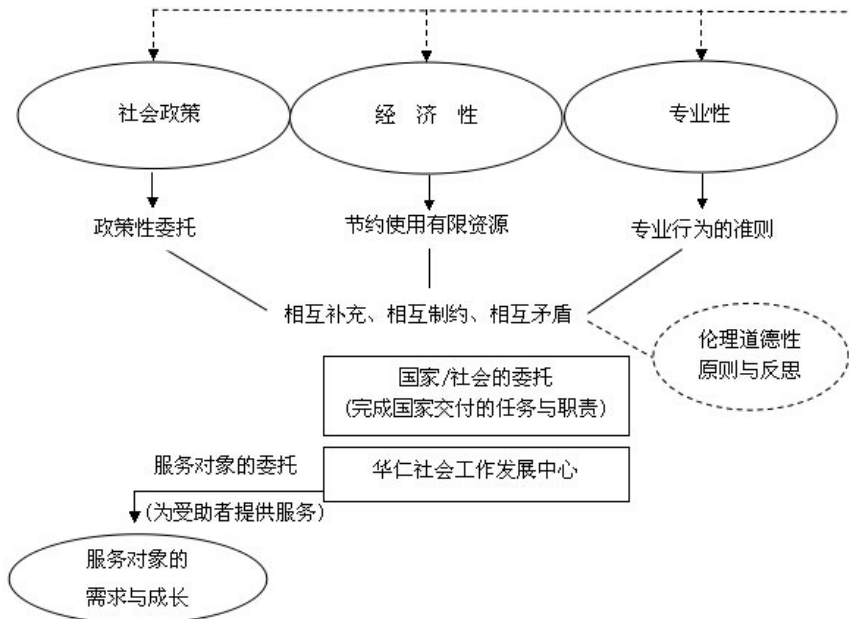 社会政策
经 济 性
专业性
政策性委托
节约使用有限资源
专业行为的准则
相互补充、相互制约、相互矛盾
伦理道德性
原则与反思
国家/社会的委托
(完成国家交付的任务与职责)
服务对象的委托
华仁社会工作发展中心
(为受助者提供服务)
服务对象的
需求与成长